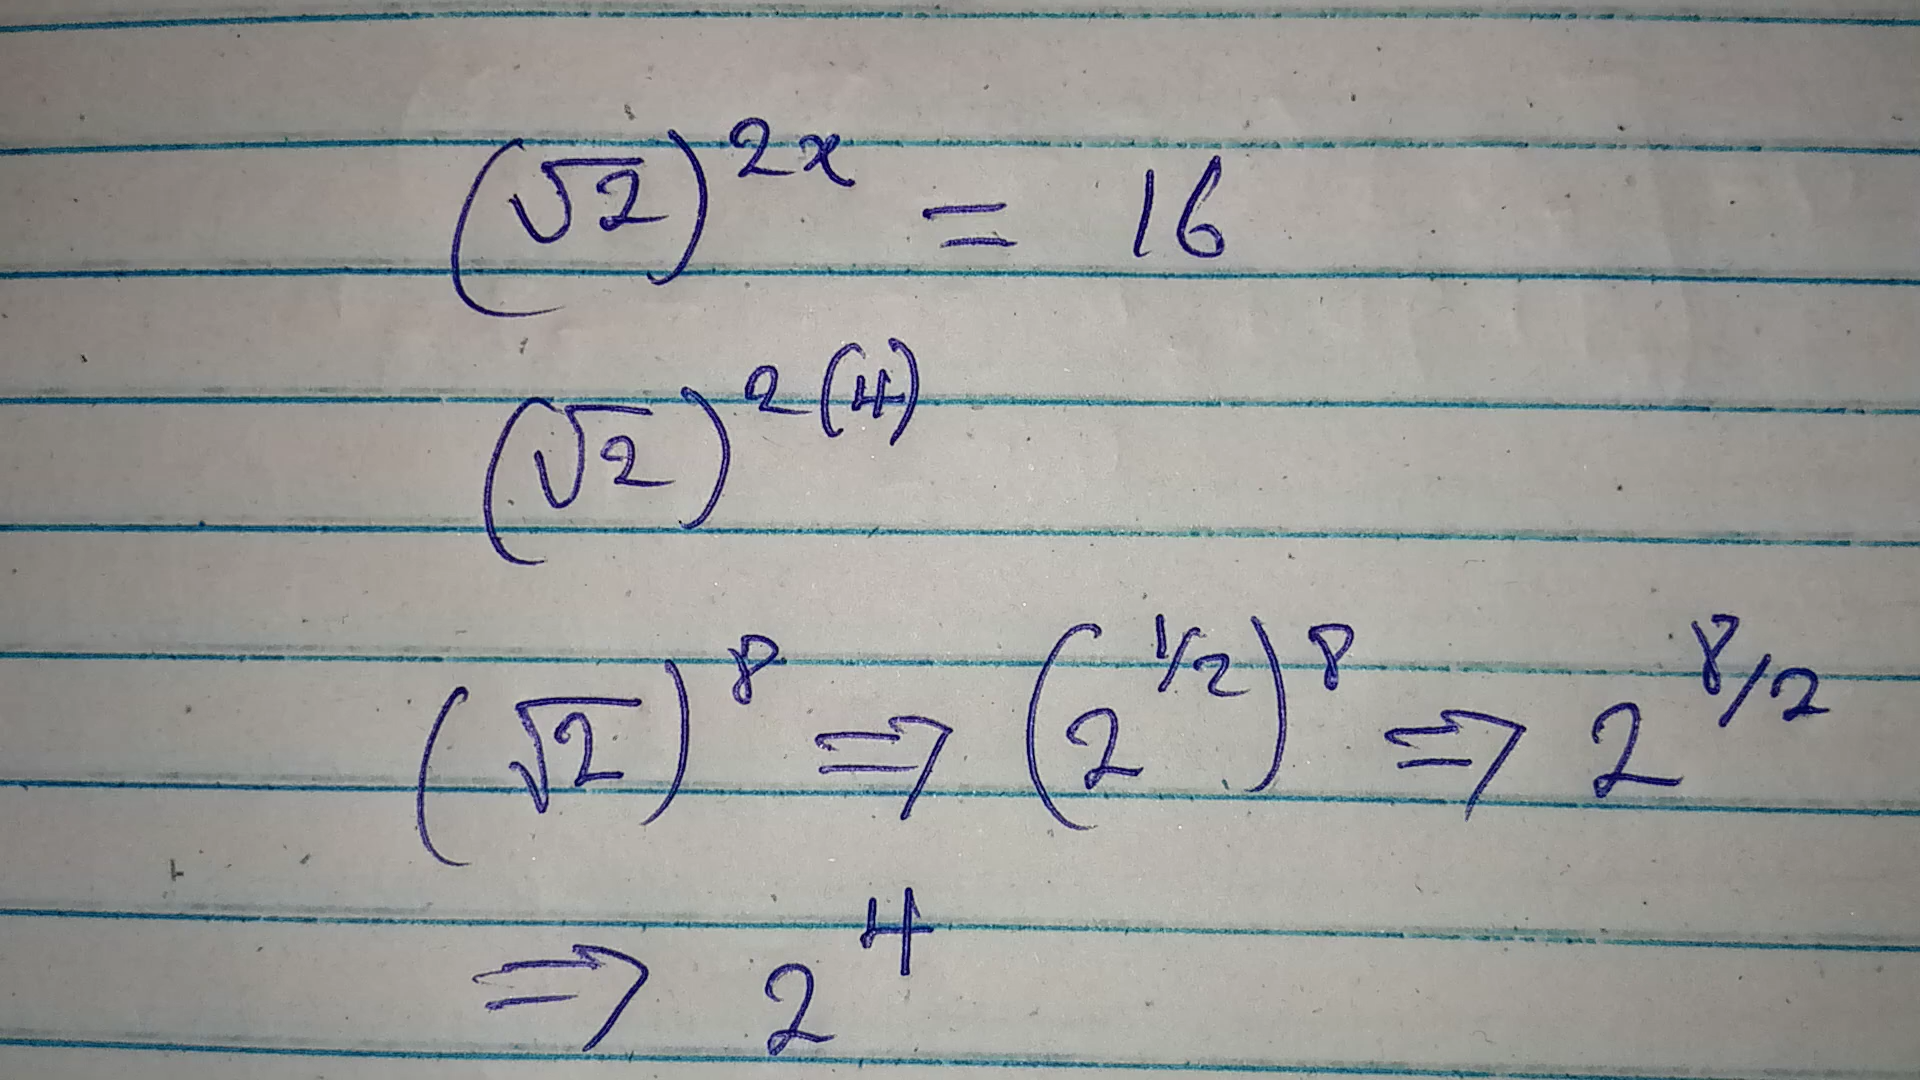 (√2)^2x = 16
(√2)^2(4)
(√2)^8 ⇒ (2^1/2)^8 ⇒ 2^8/2
⇒ 2^4